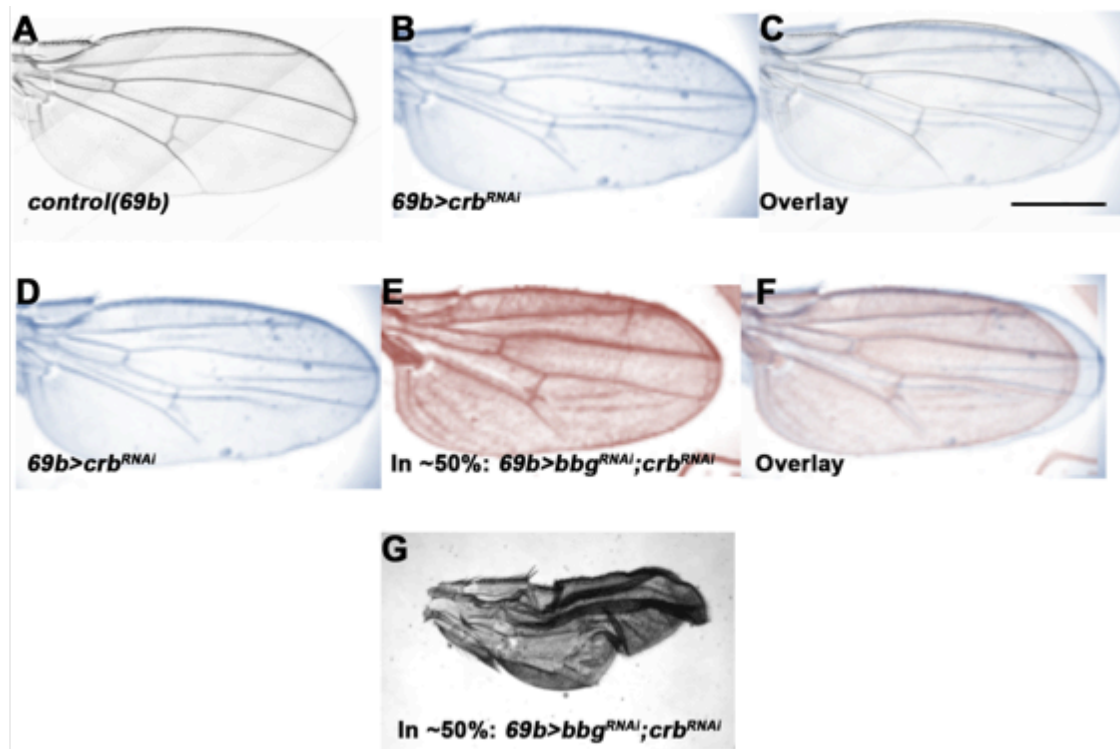 A
B
C
control(69b)
69b>crb^RNAi
Overlay
D
E
F
69b>crb^RNAi
In ~50%: 69b>bbg^RNAi;crb^RNAi
Overlay
G
In ~50%: 69b>bbg^RNAi;crb^RNAi